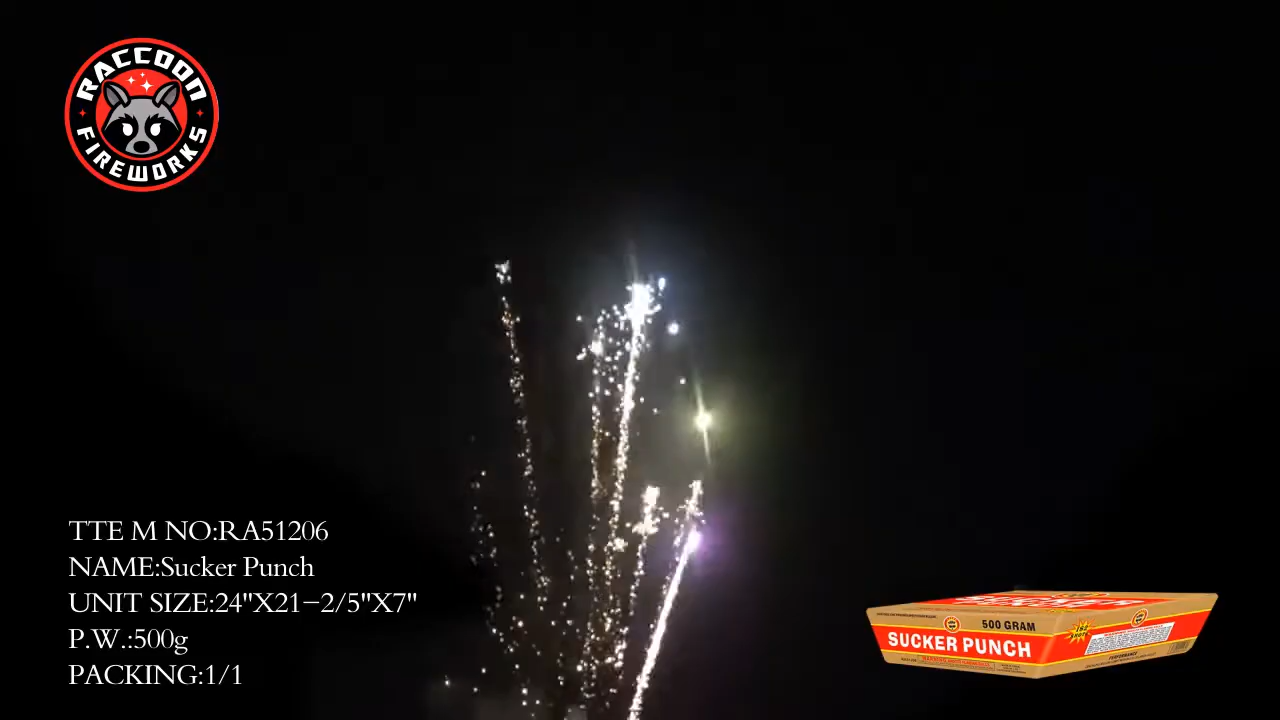 RACCOON
FIREWORKS
TTE M NO:RA51206
NAME:Sucker Punch
UNIT SIZE:24"X21−2/5"X7"
P.W.:500g
PACKING:1/1
500 GRAM
SUCKER PUNCH
PERFORMANCE